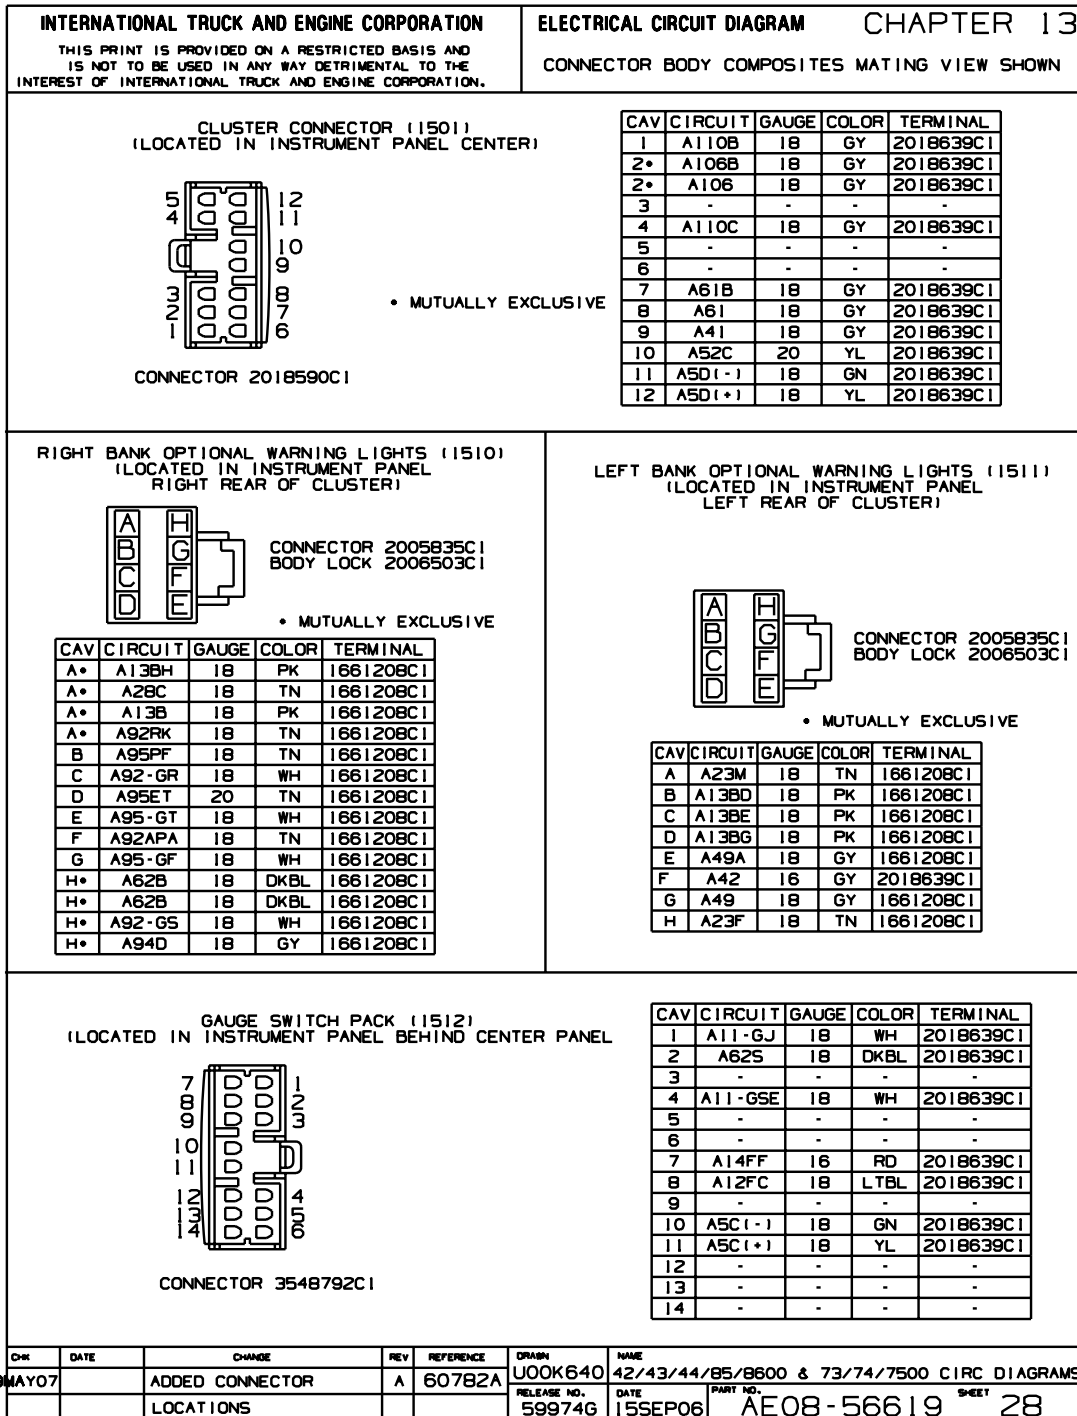 INTERNATIONAL TRUCK AND ENGINE CORPORATION
THIS PRINT IS PROVIDED ON A RESTRICTED BASIS AND
IS NOT TO BE USED IN ANY WAY DETRIMENTAL TO THE
INTEREST OF INTERNATIONAL TRUCK AND ENGINE CORPORATION.
ELECTRICAL CIRCUIT DIAGRAM CHAPTER 13
CONNECTOR BODY COMPOSITES MATING VIEW SHOWN
CLUSTER CONNECTOR (1501)
(LOCATED IN INSTRUMENT PANEL CENTER)
5 12
4 11
10
9
3 8
2 7
1 6
• MUTUALLY EXCLUSIVE
CONNECTOR 2018590C1
CAV CIRCUIT GAUGE COLOR TERMINAL
1 A110B 18 GY 2018639C1
2• A106B 18 GY 2018639C1
2• A106 18 GY 2018639C1
3 - - - -
4 A110C 18 GY 2018639C1
5 - - - -
6 - - - -
7 A61B 18 GY 2018639C1
8 A61 18 GY 2018639C1
9 A41 18 GY 2018639C1
10 A52C 20 YL 2018639C1
11 A5D(-) 18 GN 2018639C1
12 A5D(+) 18 YL 2018639C1
RIGHT BANK OPTIONAL WARNING LIGHTS (1510)
(LOCATED IN INSTRUMENT PANEL
RIGHT REAR OF CLUSTER)
A H
B G
C F
D E
CONNECTOR 2005835C1
BODY LOCK 2006503C1
• MUTUALLY EXCLUSIVE
CAV CIRCUIT GAUGE COLOR TERMINAL
A• A13BH 18 PK 1661208C1
A• A28C 18 TN 1661208C1
A• A13B 18 PK 1661208C1
A• A92RK 18 TN 1661208C1
B A95PF 18 TN 1661208C1
C A92-GR 18 WH 1661208C1
D A95ET 20 TN 1661208C1
E A95-GT 18 WH 1661208C1
F A92APA 18 TN 1661208C1
G A95-GF 18 WH 1661208C1
H• A62B 18 DKBL 1661208C1
H• A62B 18 DKBL 1661208C1
H• A92-GS 18 WH 1661208C1
H• A94D 18 GY 1661208C1
LEFT BANK OPTIONAL WARNING LIGHTS (1511)
(LOCATED IN INSTRUMENT PANEL
LEFT REAR OF CLUSTER)
A H
B G
C F
D E
CONNECTOR 2005835C1
BODY LOCK 2006503C1
• MUTUALLY EXCLUSIVE
CAV CIRCUIT GAUGE COLOR TERMINAL
A A23M 18 TN 1661208C1
B A13BD 18 PK 1661208C1
C A13BE 18 PK 1661208C1
D A13BG 18 PK 1661208C1
E A49A 18 GY 1661208C1
F A42 16 GY 2018639C1
G A49 18 GY 1661208C1
H A23F 18 TN 1661208C1
GAUGE SWITCH PACK (1512)
(LOCATED IN INSTRUMENT PANEL BEHIND CENTER PANEL
7 1
8 2
9 3
10
11
12 4
13 5
14 6
CONNECTOR 3548792C1
CAV CIRCUIT GAUGE COLOR TERMINAL
1 A11-GJ 18 WH 2018639C1
2 A62S 18 DKBL 2018639C1
3 - - - -
4 A11-GSE 18 WH 2018639C1
5 - - - -
6 - - - -
7 A14FF 16 RD 2018639C1
8 A12FC 18 LTBL 2018639C1
9 - - - -
10 A5C(-) 18 GN 2018639C1
11 A5C(+) 18 YL 2018639C1
12 - - - -
13 - - - -
14 - - - -
CHK DATE CHANGE REV REFERENCE DRAWN NAME
MAY07 ADDED CONNECTOR A 60782A U00K640 42/43/44/85/8600 & 73/74/7500 CIRC DIAGRAMS
RELEASE NO. DATE PART NO. SHEET
LOCATIONS 59974G 15SEP06 AE08-56619 28